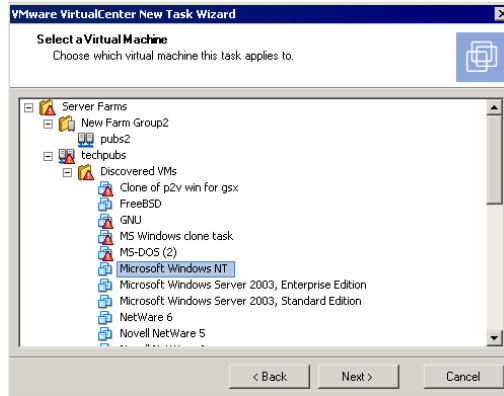 VMware VirtualCenter New Task Wizard
Select a Virtual Machine
Choose which virtual machine this task applies to.
Server Farms
New Farm Group2
pubs2
techpubs
Discovered VMs
Clone of p2v win for gsx
FreeBSD
GNU
MS Windows clone task
MS-DOS (2)
Microsoft Windows NT
Microsoft Windows Server 2003, Enterprise Edition
Microsoft Windows Server 2003, Standard Edition
NetWare 6
Novell NetWare 5
< Back Next > Cancel